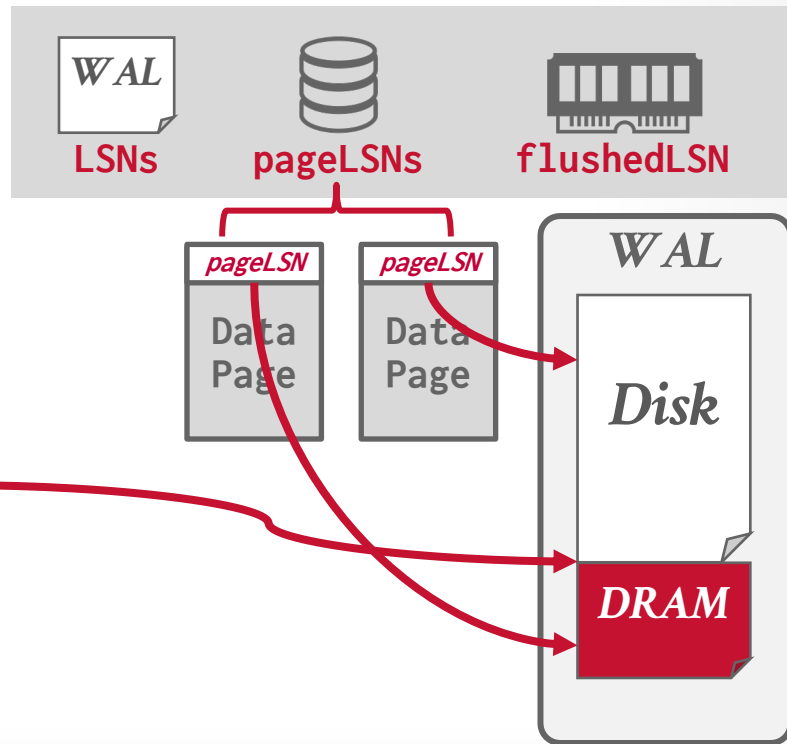 WAL
LSNs
pageLSNs
flushedLSN
pageLSN
Data
Page
pageLSN
Data
Page
WAL
Disk
DRAM